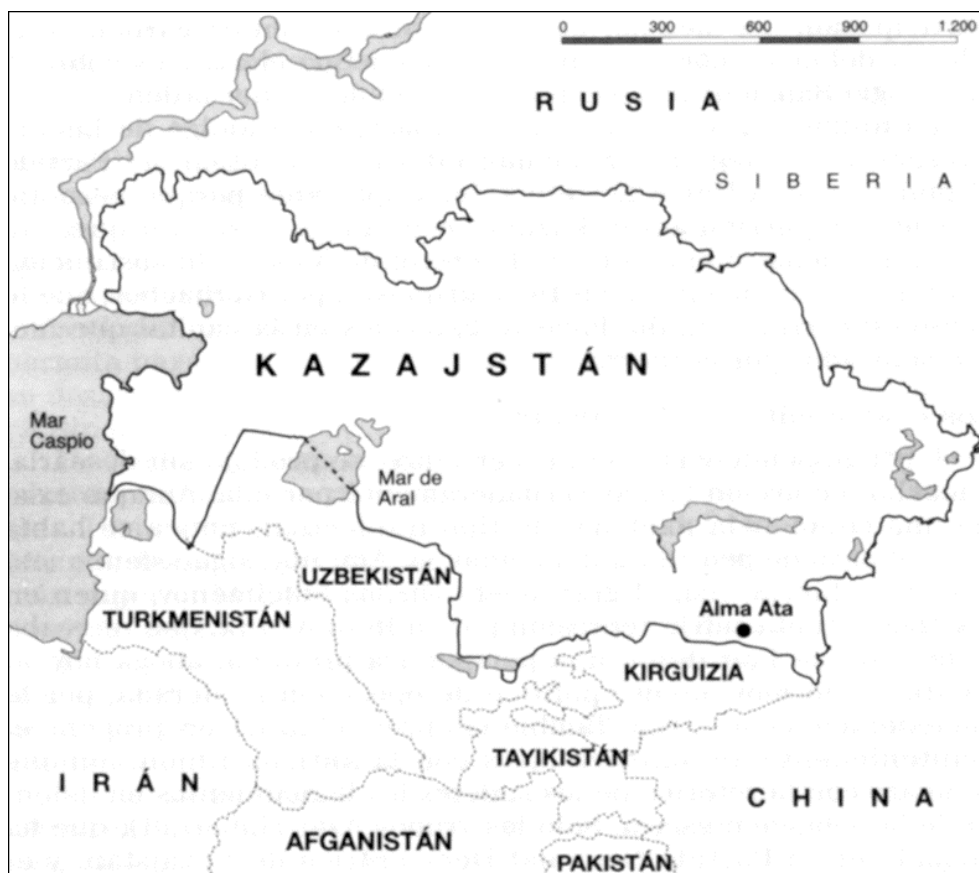 0 300 600 900 1.200
RUSIA
SIBERIA
KAZAJSTÁN
Mar
Caspio
Mar de
Aral
UZBEKISTÁN
TURKMENISTÁN
Alma Ata
KIRGUIZIA
TAYIKISTÁN
IRÁN
CHINA
AFGANISTÁN
PAKISTÁN